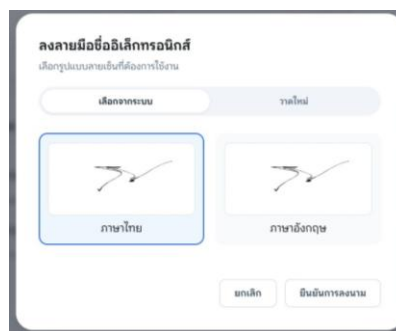 ลงลายมือชื่ออิเล็กทรอนิกส์
เลือกรูปแบบลายเซ็นที่ต้องการใช้งาน
เลือกจากระบบ
วาดใหม่
ภาษาไทย
ภาษาอังกฤษ
ยกเลิก
ยืนยันการลงนาม